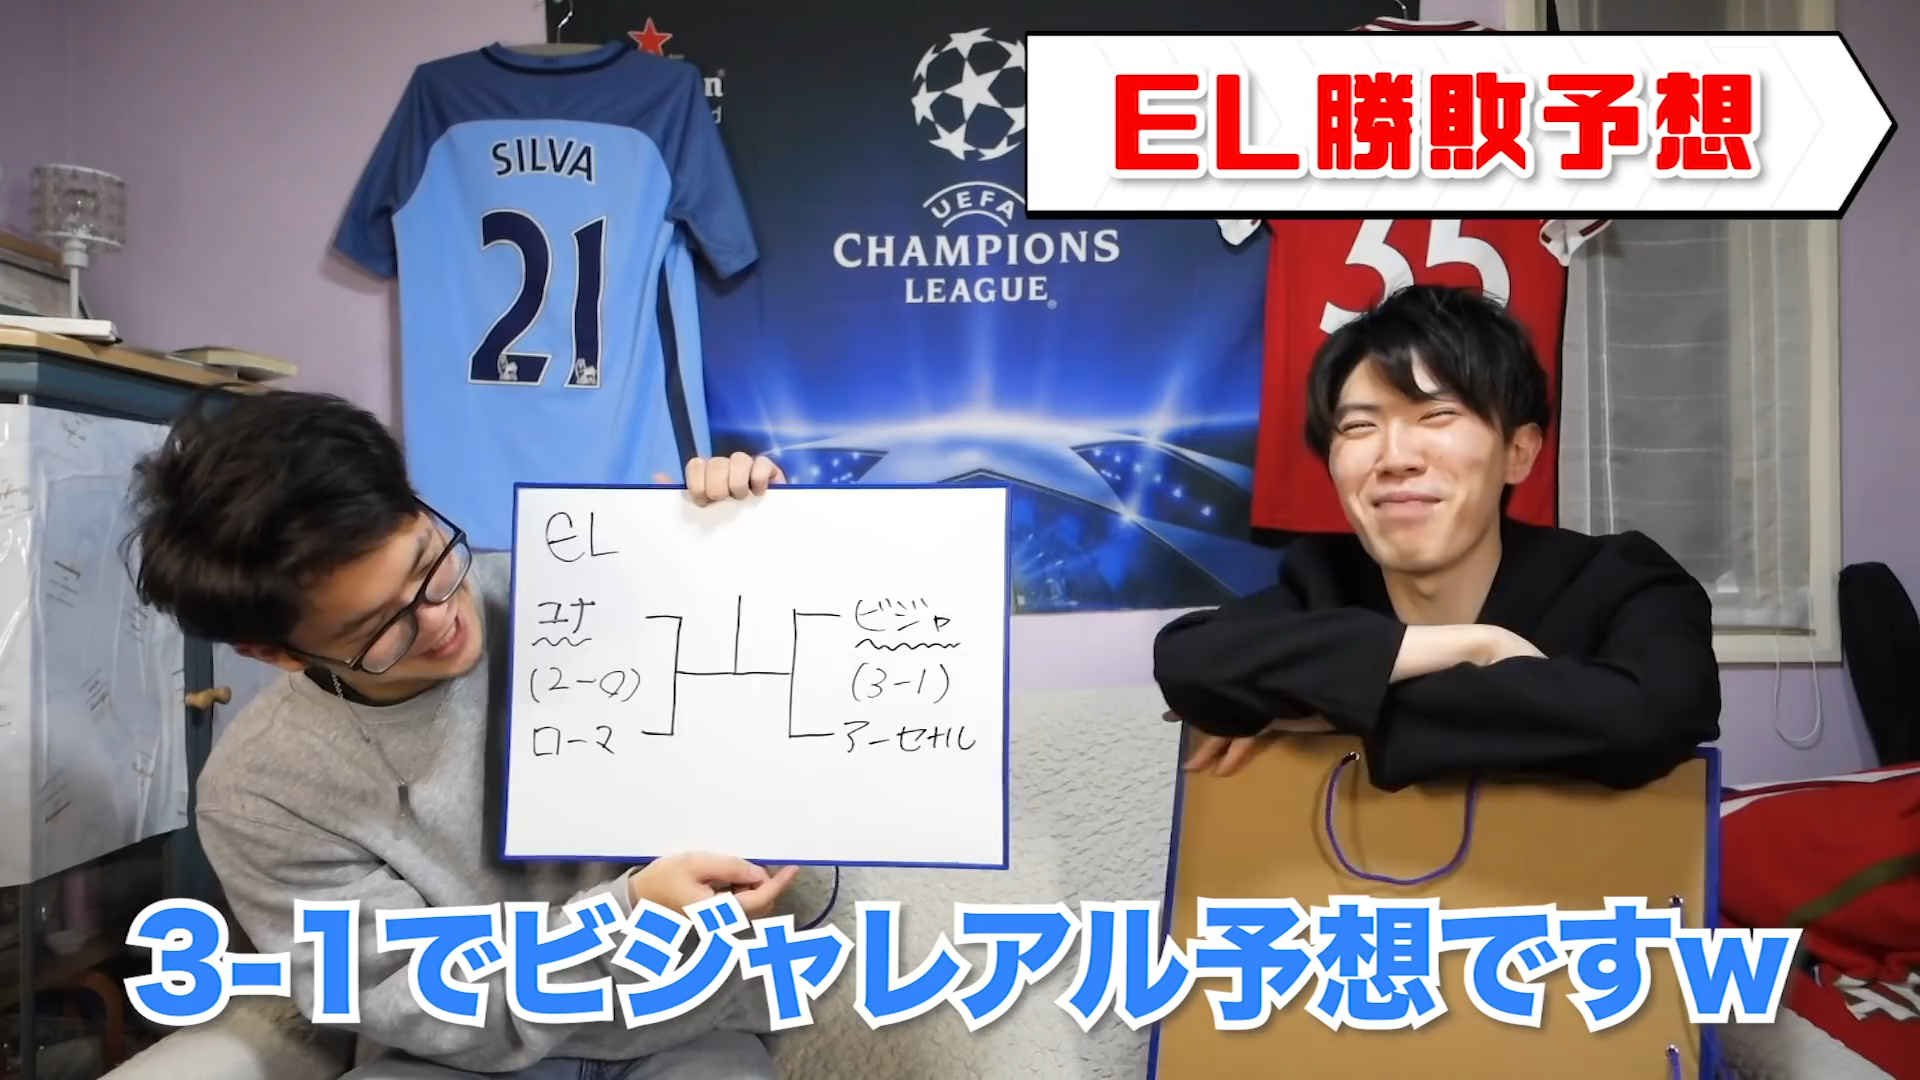 EL勝敗予想
SILVA
21
UEFA
CHAMPIONS
LEAGUE
35
EL
ユナ
(2-0)
ローマ
ビジャ
(3-1)
アーセナル
3-1でビジャレアル予想ですw